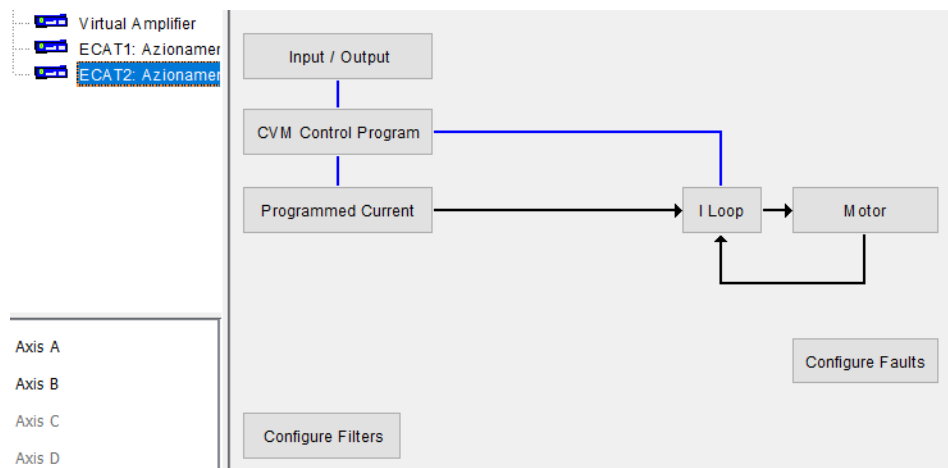 Virtual Amplifier
ECAT1: Azionamer
ECAT2: Azionamer
Input / Output
CVM Control Program
Programmed Current
I Loop
Motor
Configure Faults
Configure Filters
Axis A
Axis B
Axis C
Axis D